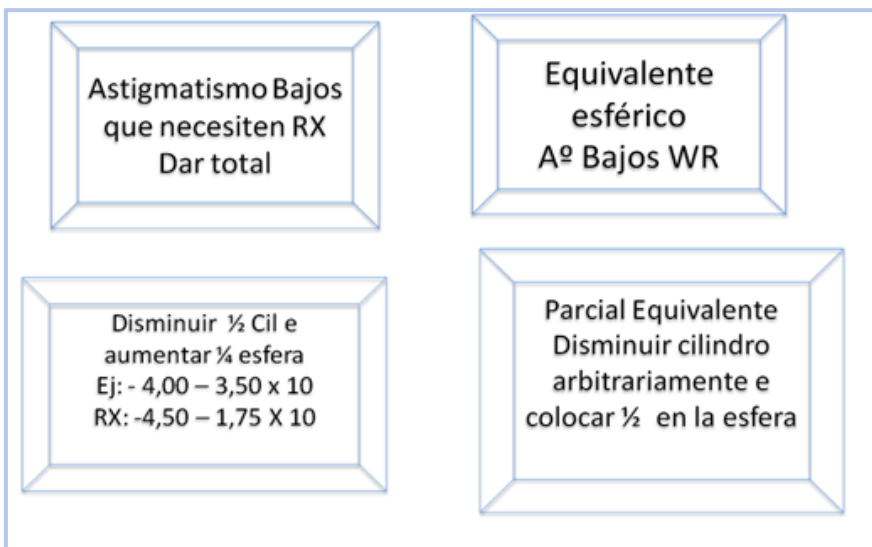 Astigmatismo Bajos
que necesiten RX
Dar total
Equivalente
esférico
Aº Bajos WR
Disminuir ½ Cil e
aumentar ¼ esfera
Ej: - 4,00 – 3,50 x 10
RX: -4,50 – 1,75 X 10
Parcial Equivalente
Disminuir cilindro
arbitrariamente e
colocar ½ en la esfera